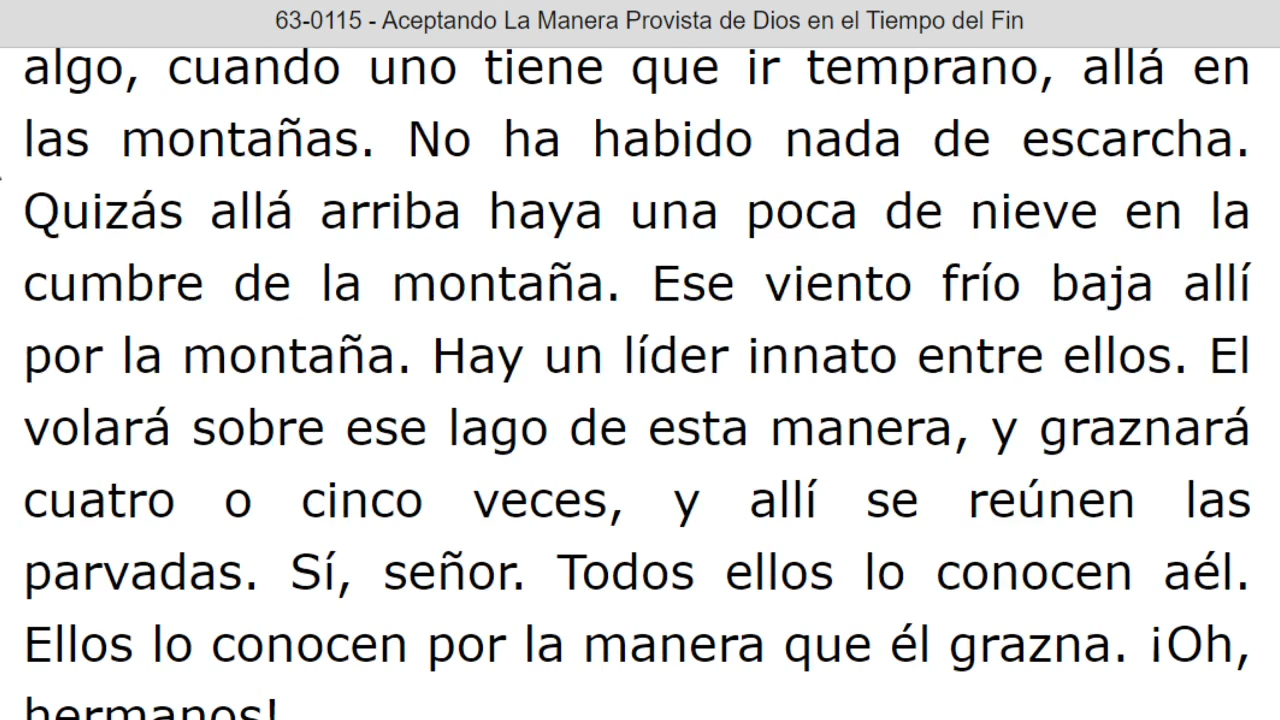 63-0115 - Aceptando La Manera Provista de Dios en el Tiempo del Fin
algo, cuando uno tiene que ir temprano, allá en
las montañas. No ha habido nada de escarcha.
Quizás allá arriba haya una poca de nieve en la
cumbre de la montaña. Ese viento frío baja allí
por la montaña. Hay un líder innato entre ellos. El
volará sobre ese lago de esta manera, y graznará
cuatro o cinco veces, y allí se reúnen las
parvadas. Sí, señor. Todos ellos lo conocen aél.
Ellos lo conocen por la manera que él grazna. ¡Oh,
hermanos!